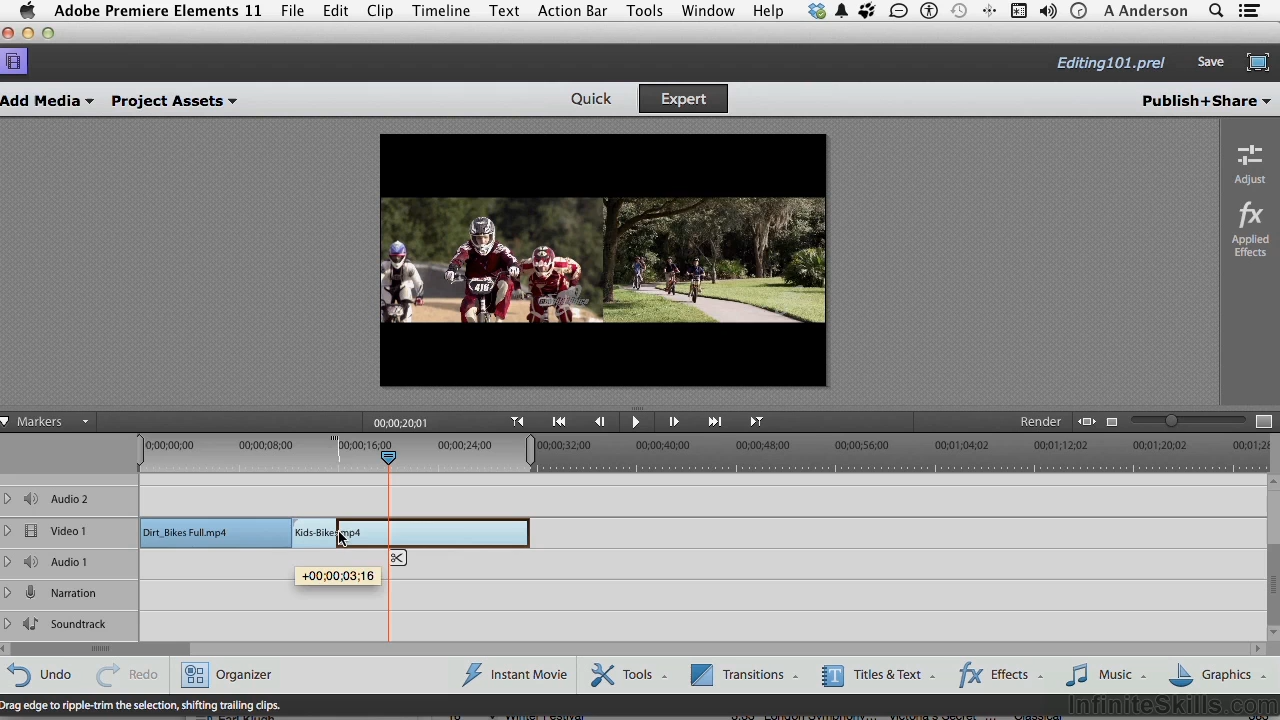 Adobe Premiere Elements 11 File Edit Clip Timeline Text Action Bar Tools Window Help A Anderson
Editing101.prel Save
Add Media Project Assets Quick Expert Publish+Share
Adjust
fx
Applied
Effects
416
Markers 00;00;20;01 Render
00;00;00;00 00;00;08;00 00;00;16;00 00;00;24;00 00;00;32;00 00;00;40;00 00;00;48;00 00;00;56;00 00;01;04;02 00;01;12;02 00;01;20;02 00;01;28;
Audio 2
Video 1 Dirt_Bikes Full.mp4 Kids-Bikes.mp4
Audio 1
+00;00;03;16
Narration
Soundtrack
Undo Redo Organizer Instant Movie Tools Transitions T Titles & Text fx Effects Music Graphics
Drag edge to ripple-trim the selection, shifting trailing clips.
InfiniteSkills.com